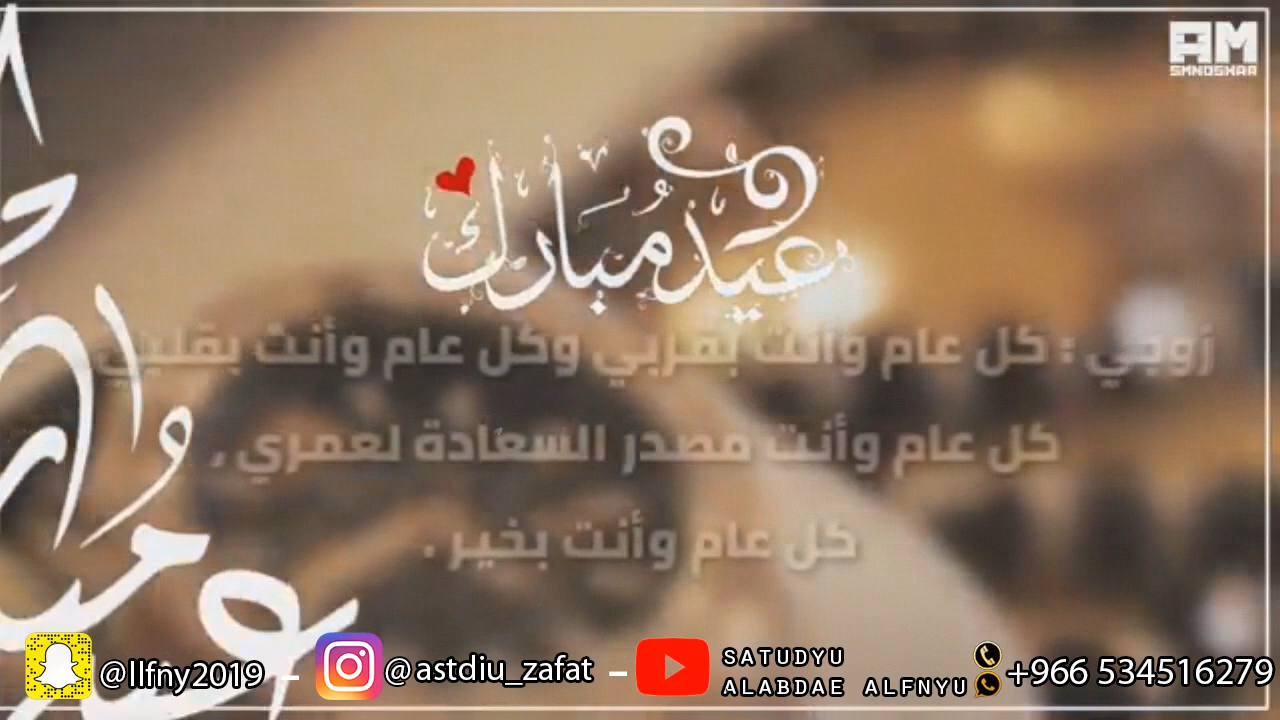 AM
SMNOSHAR
عيد مبارك
زوجي : كل عام وأنت بقربي وكل عام وأنت بقلبي
كل عام وأنت مصدر السعادة لعمري ،
كل عام وأنت بخير .
@llfny2019 – @astdiu_zafat – SATUDYU ALABDAE ALFNYU +966 534516279